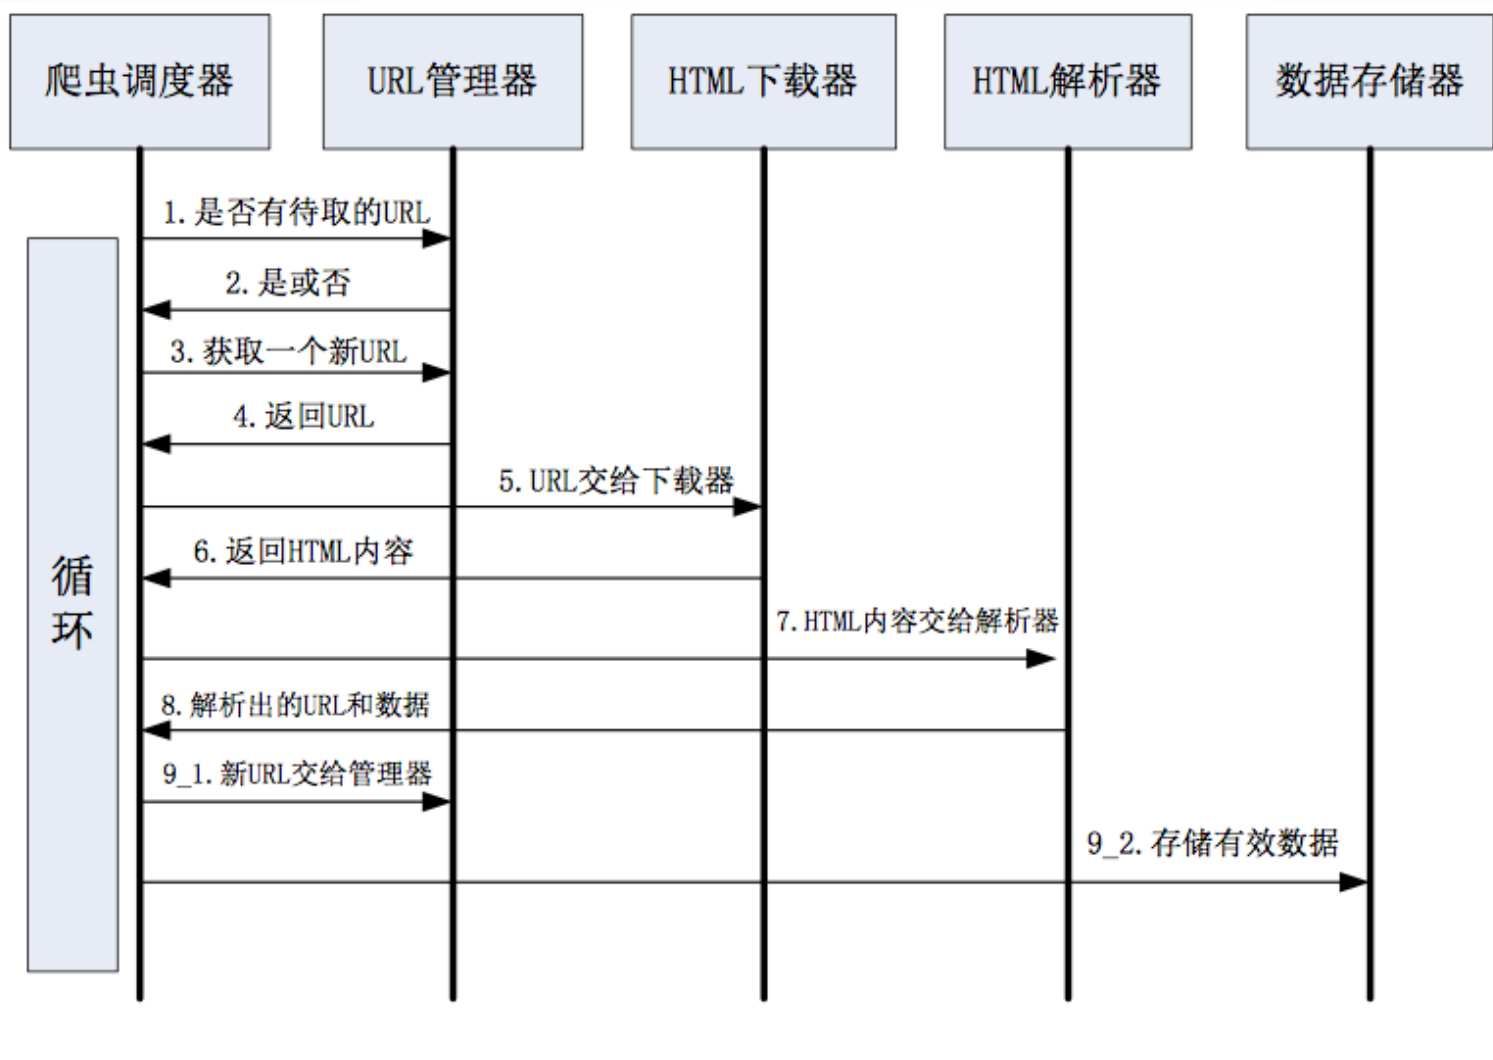 爬虫调度器
URL管理器
HTML下载器
HTML解析器
数据存储器
1.是否有待取的URL
2.是或否
3.获取一个新URL
4.返回URL
5.URL交给下载器
6.返回HTML内容
7.HTML内容交给解析器
8.解析出的URL和数据
9_1.新URL交给管理器
9_2.存储有效数据
循
环